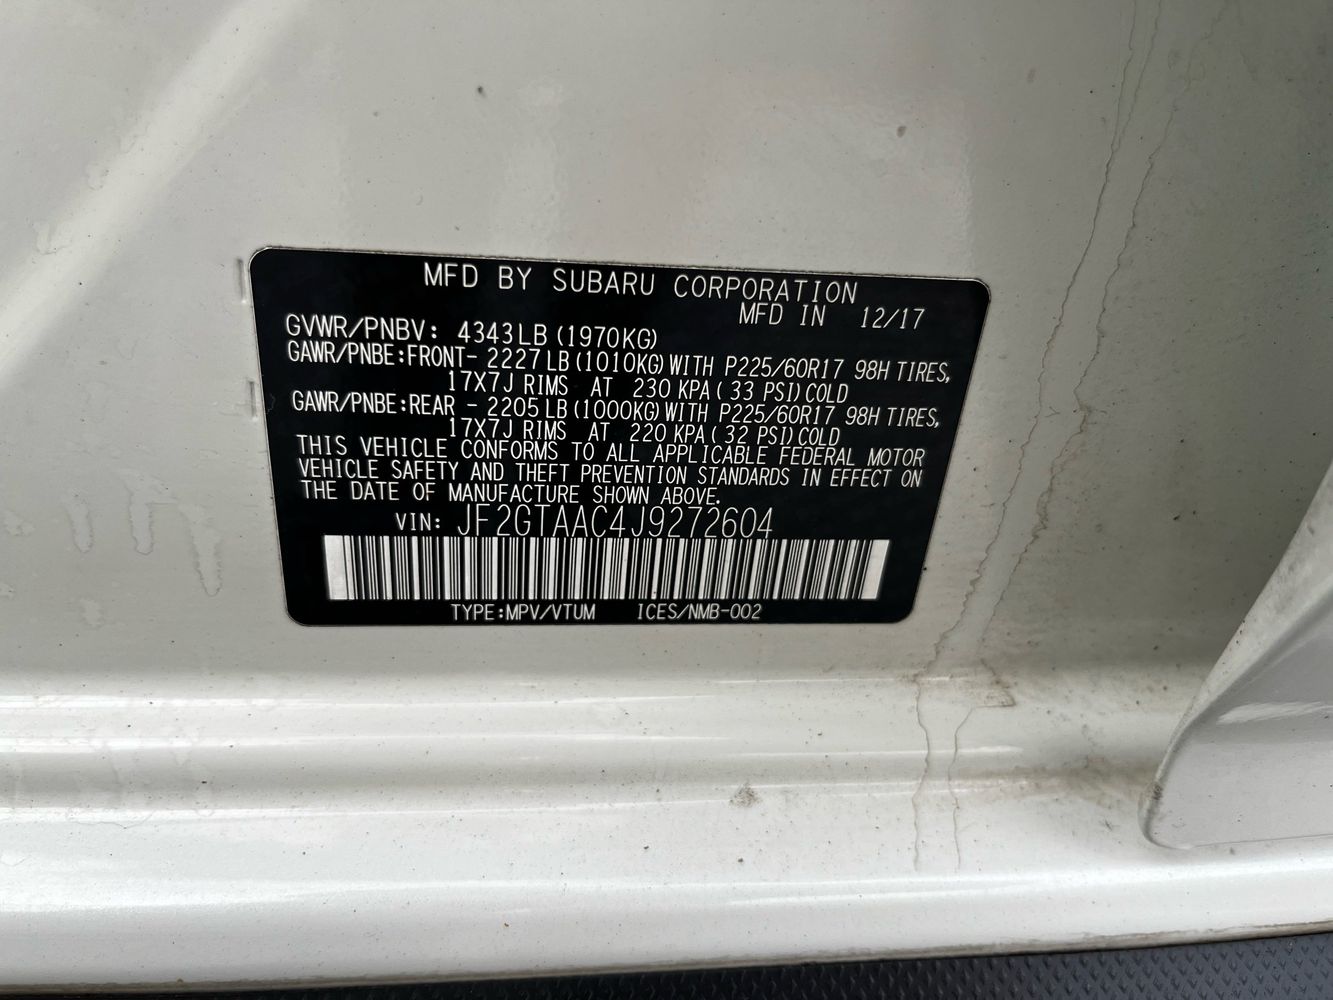 MFD BY SUBARU CORPORATION
MFD IN 12/17
GVWR/PNBV: 4343LB (1970KG)
GAWR/PNBE:FRONT- 2227LB (1010KG) WITH P225/60R17 98H TIRES,
17X7J RIMS AT 230 KPA ( 33 PSI) COLD
GAWR/PNBE:REAR - 2205LB (1000KG) WITH P225/60R17 98H TIRES,
17X7J RIMS AT 220 KPA ( 32 PSI) COLD
THIS VEHICLE CONFORMS TO ALL APPLICABLE FEDERAL MOTOR
VEHICLE SAFETY AND THEFT PREVENTION STANDARDS IN EFFECT ON
THE DATE OF MANUFACTURE SHOWN ABOVE.
VIN: JF2GTAAC4J9272604
TYPE:MPV/VTUM ICES/NMB-002